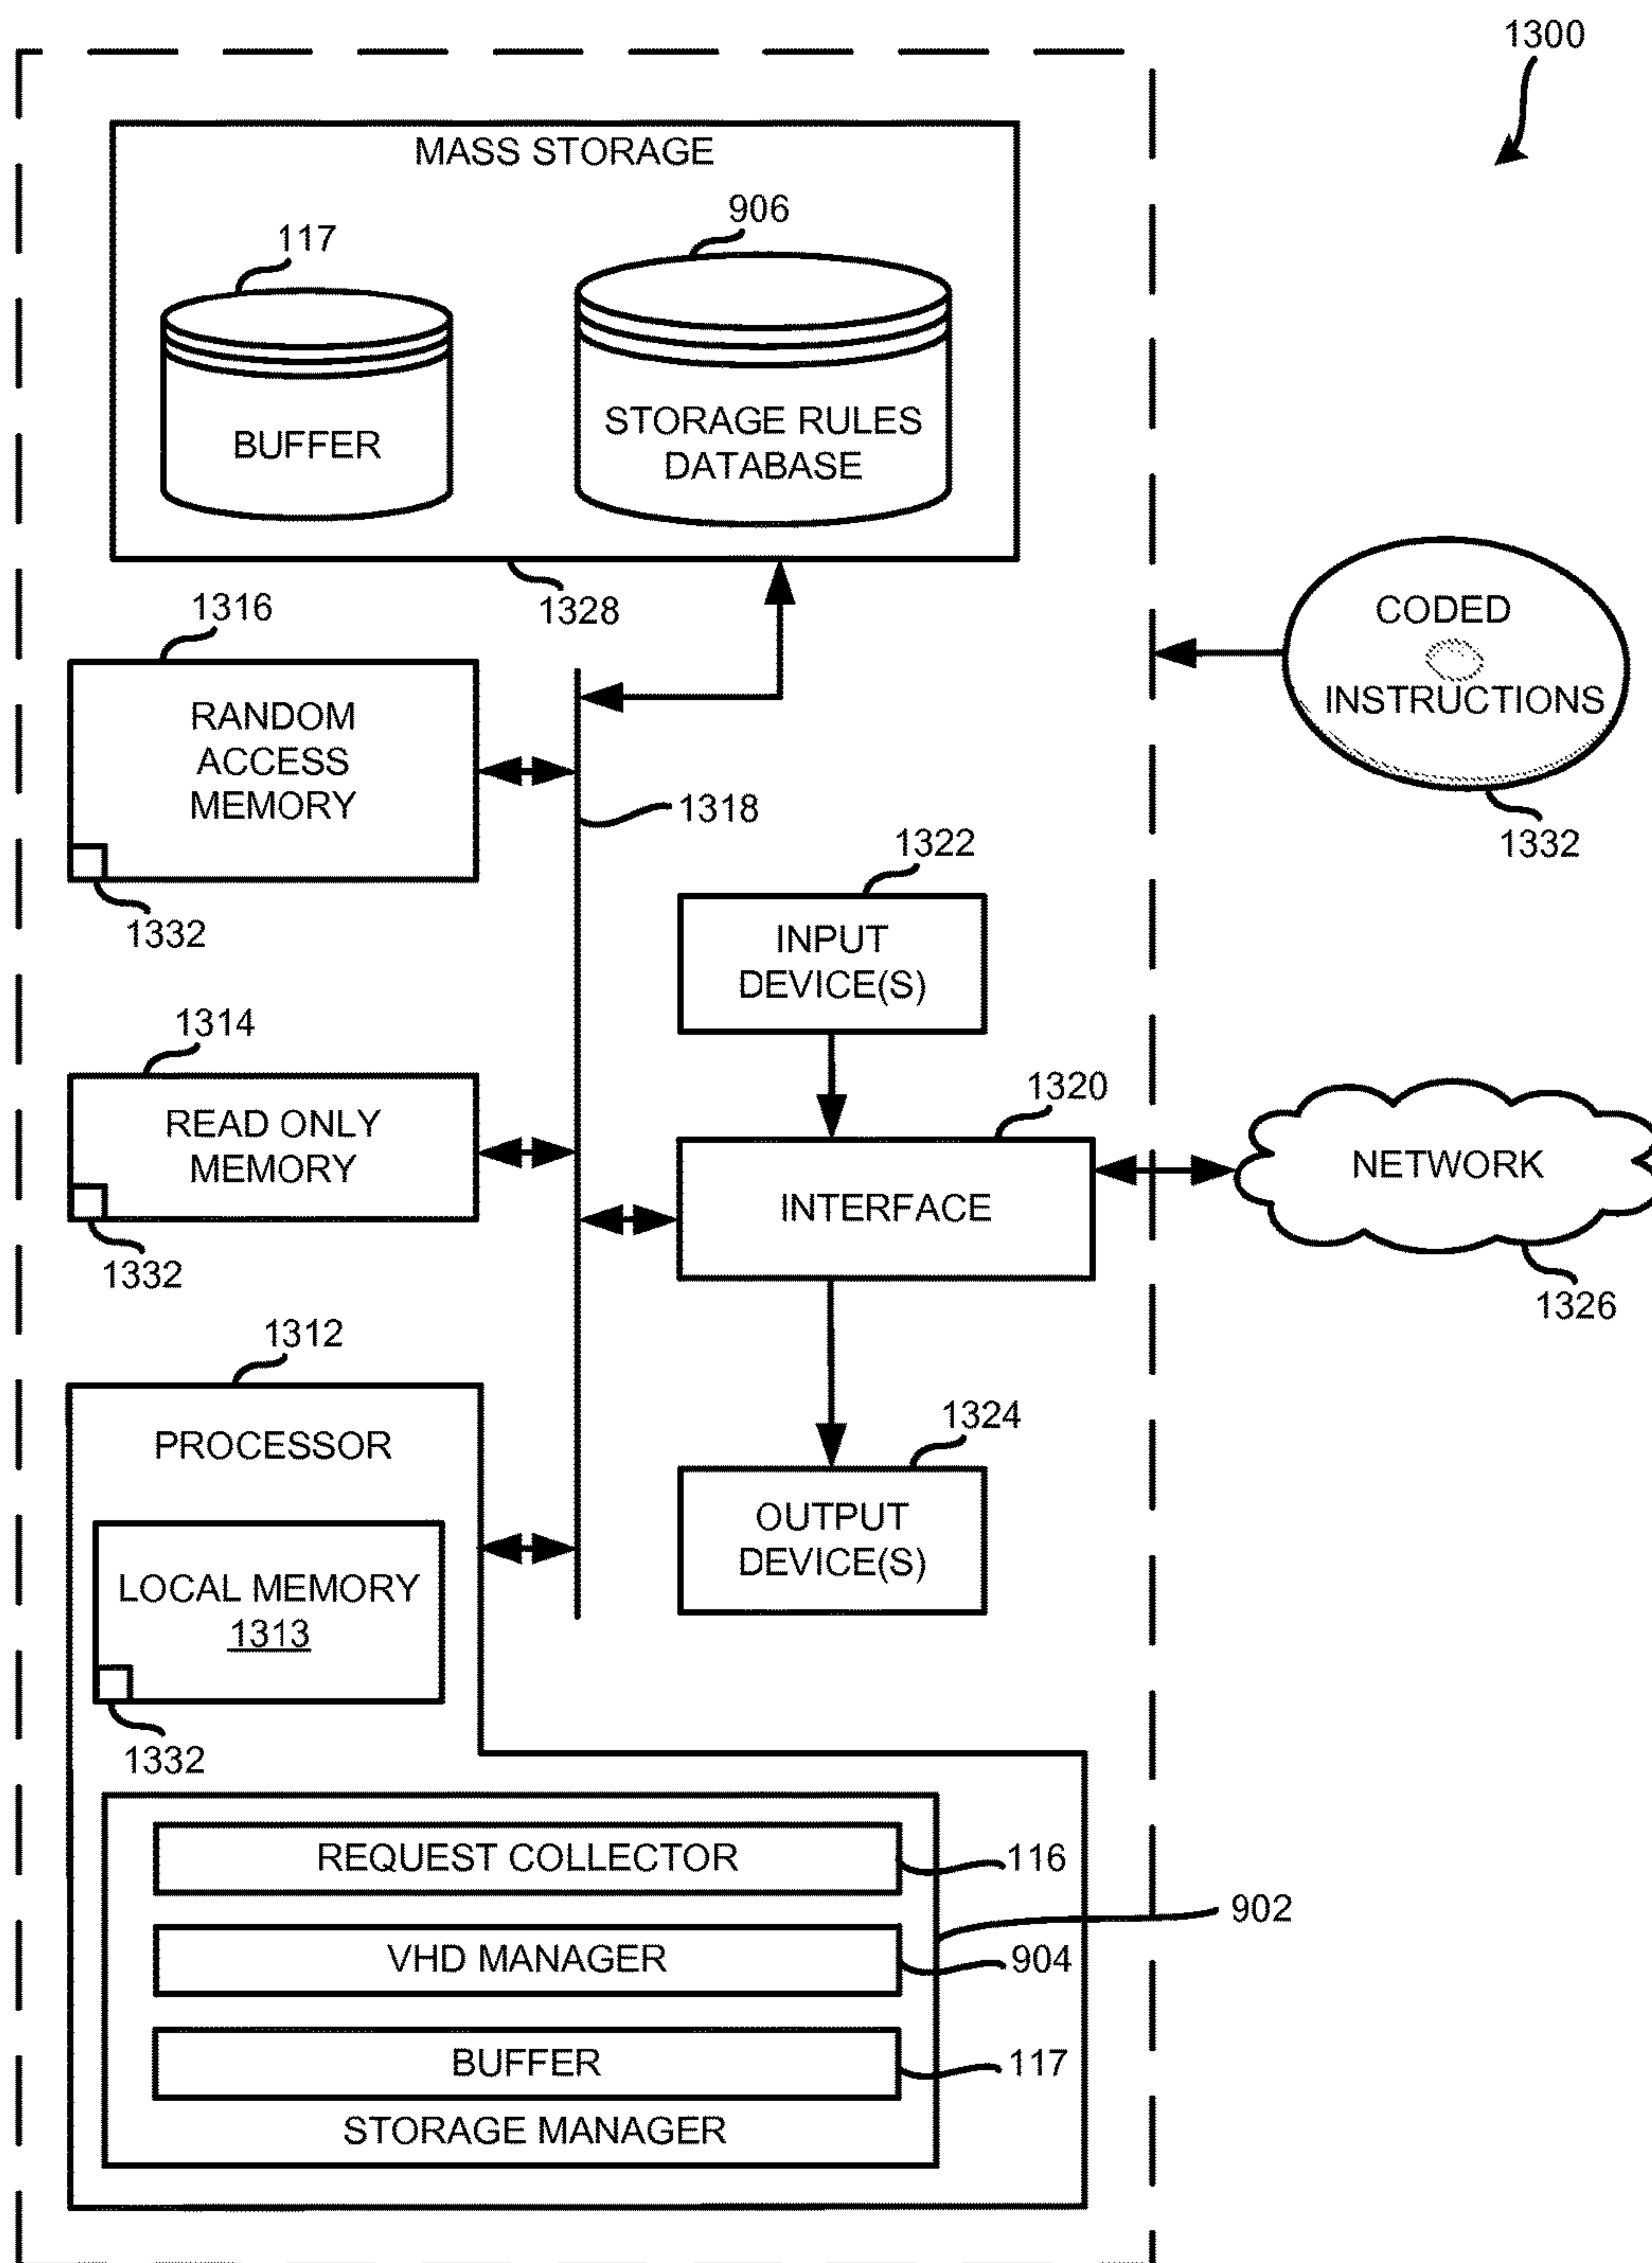 1300
MASS STORAGE
906
117
BUFFER
STORAGE RULES
DATABASE
1328
1316
RANDOM
ACCESS
MEMORY
1332
1318
CODED
INSTRUCTIONS
1332
1322
INPUT
DEVICE(S)
1314
READ ONLY
MEMORY
1332
1320
INTERFACE
NETWORK
1326
1312
PROCESSOR
LOCAL MEMORY
1313
1332
1324
OUTPUT
DEVICE(S)
REQUEST COLLECTOR
116
902
VHD MANAGER
904
BUFFER
117
STORAGE MANAGER